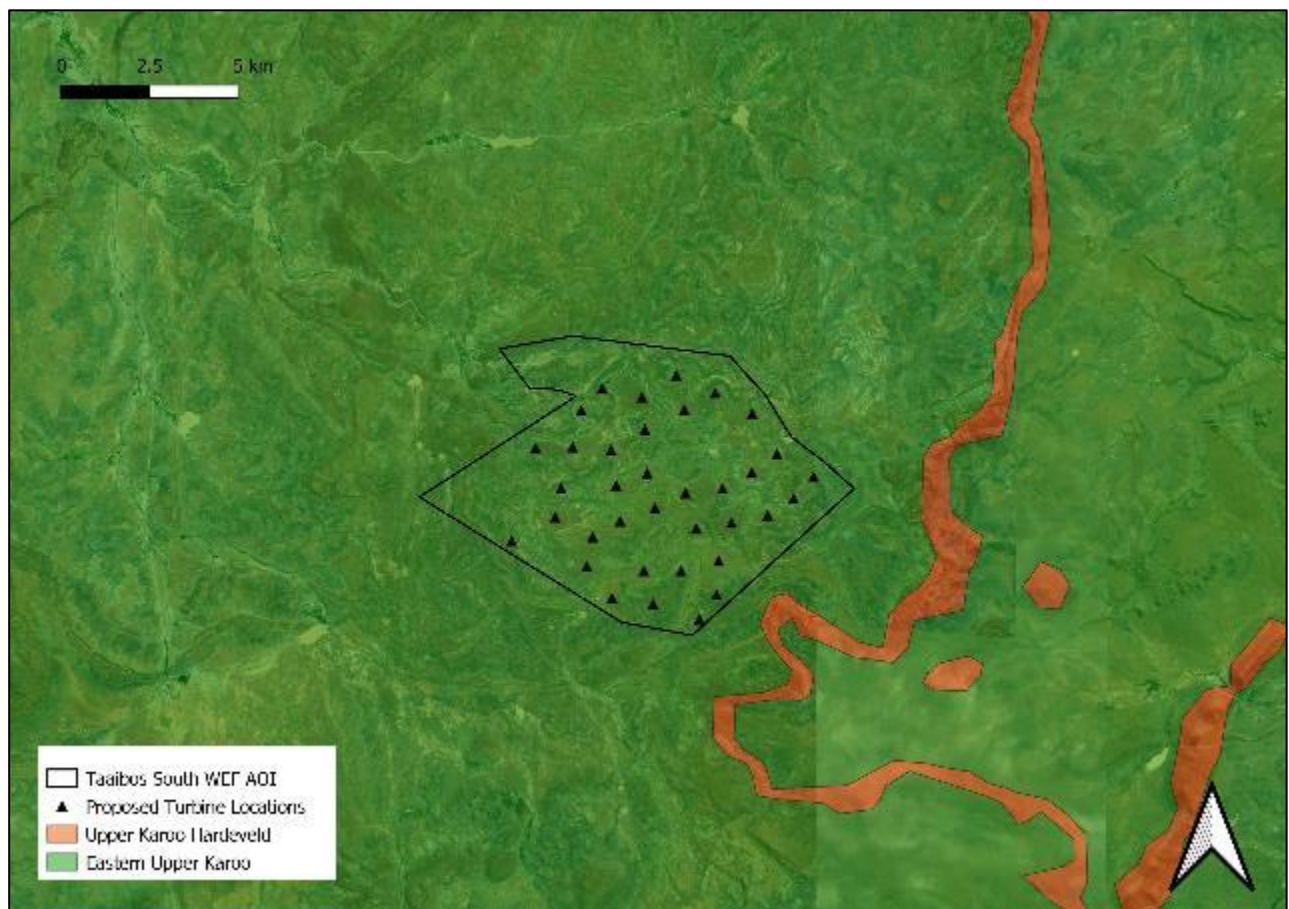 0 2.5 5 km
Taaibos South WEF AOI
Proposed Turbine Locations
Upper Karoo Hardeveld
Eastern Upper Karoo